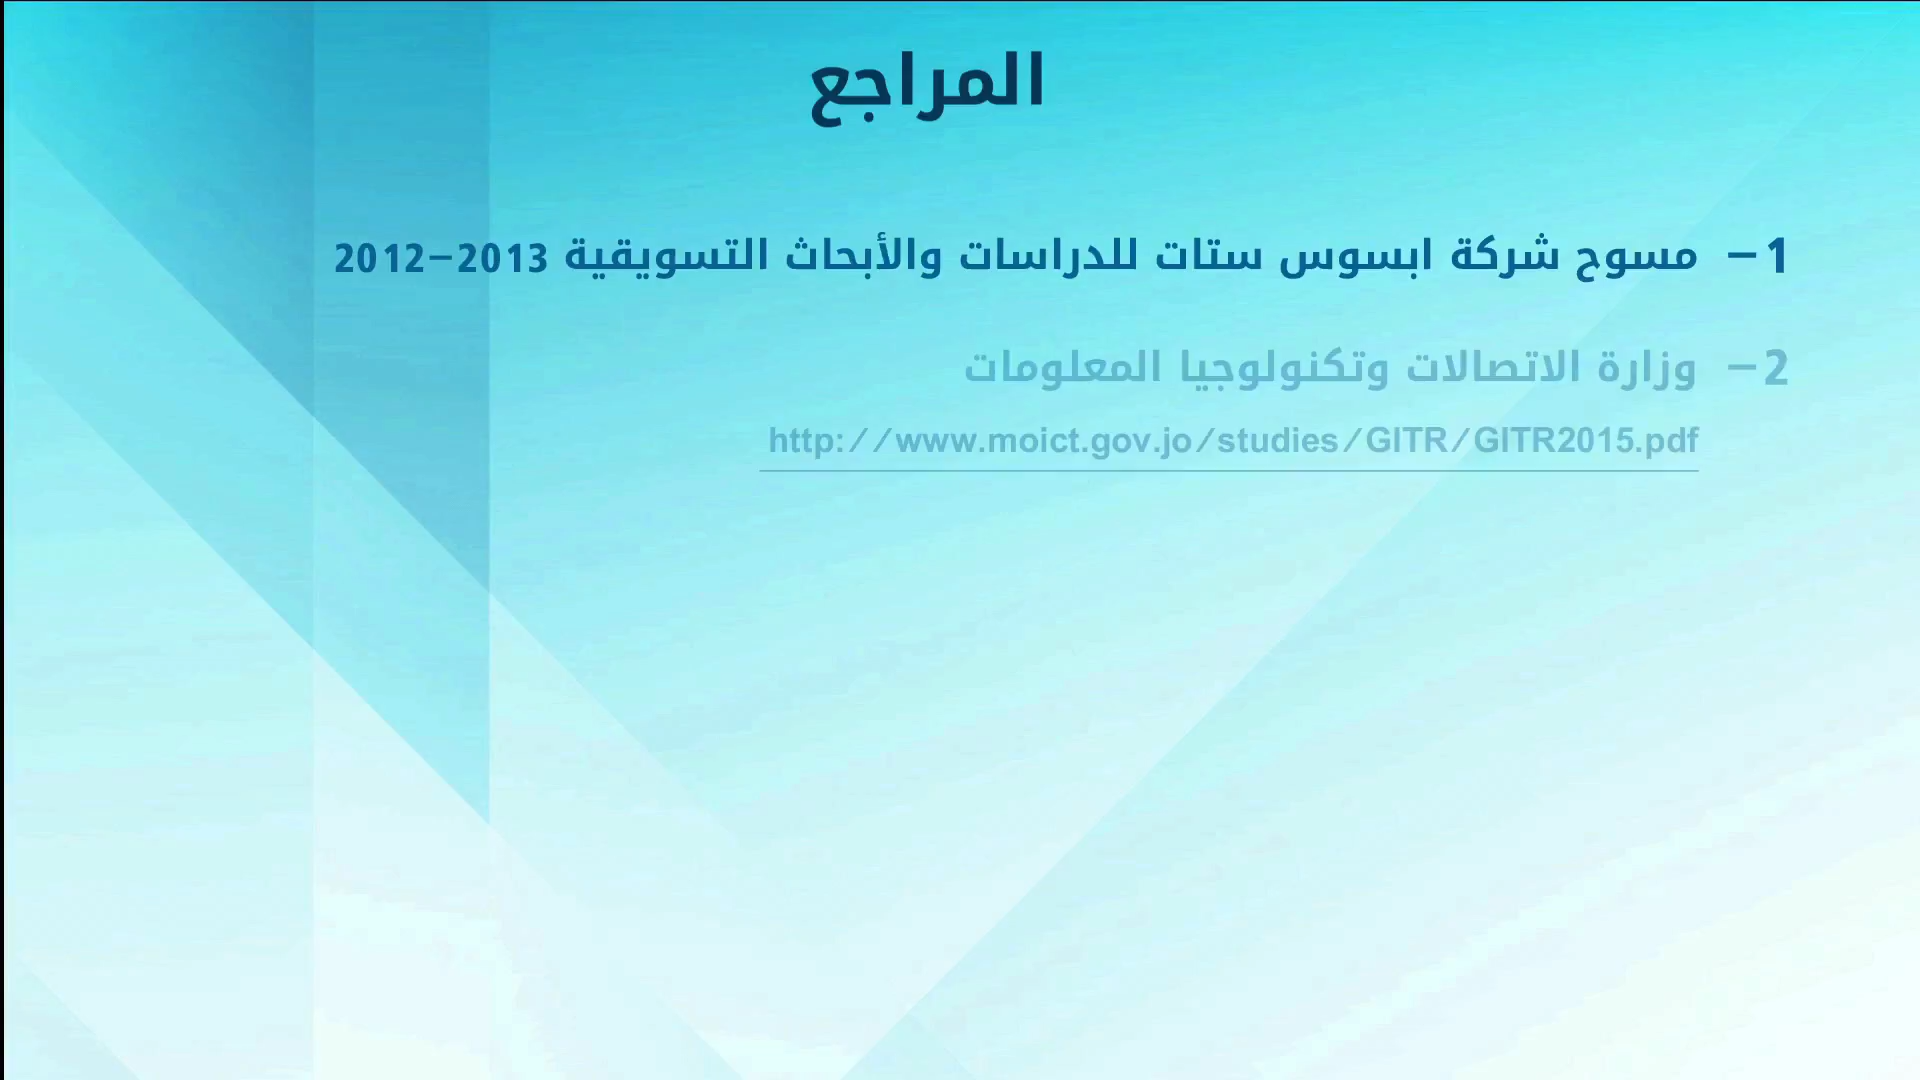 المراجع
1- مسوح شركة ابسوس ستات للدراسات والأبحاث التسويقية 2013-2012
2- وزارة الاتصالات وتكنولوجيا المعلومات
http://www.moict.gov.jo/studies/GITR/GITR2015.pdf